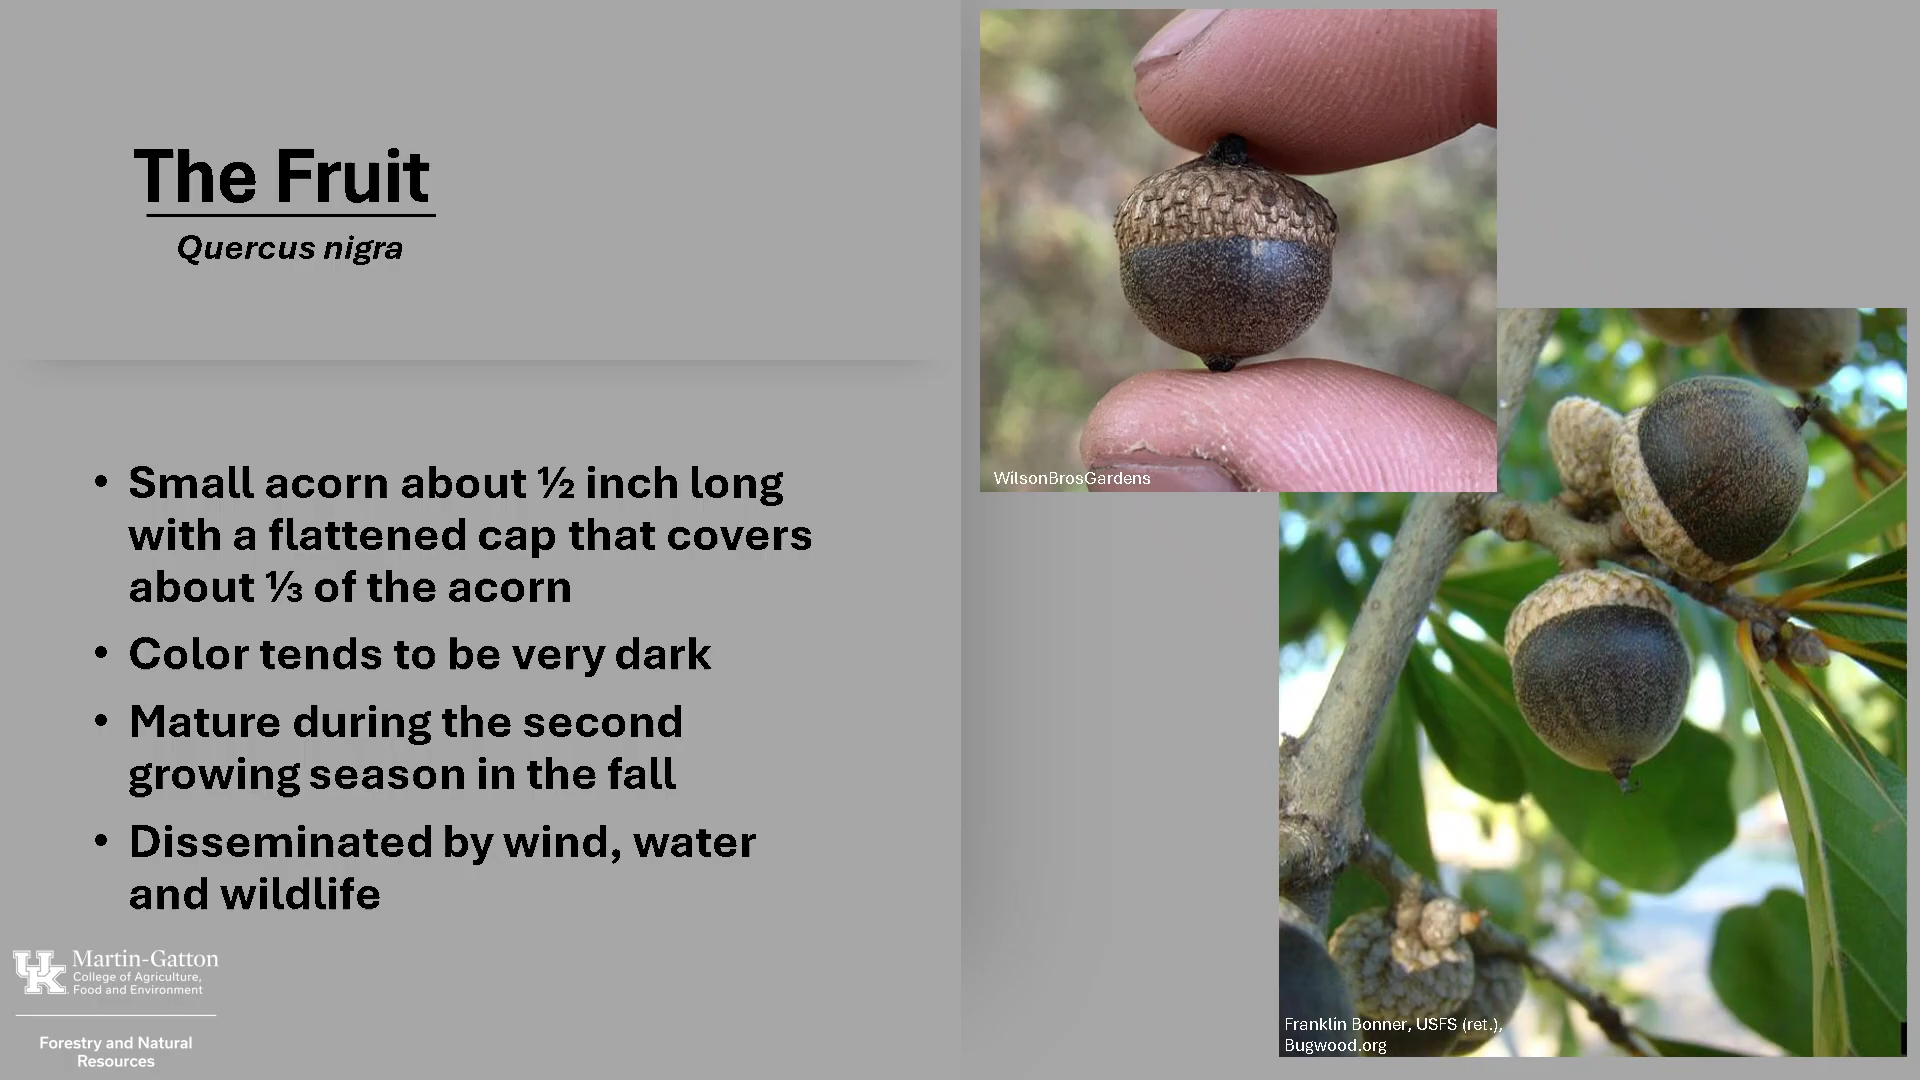 The Fruit
Quercus nigra
• Small acorn about ½ inch long
with a flattened cap that covers
about ⅓ of the acorn
• Color tends to be very dark
• Mature during the second
growing season in the fall
• Disseminated by wind, water
and wildlife
WilsonBrosGardens
Franklin Bonner, USFS (ret.),
Bugwood.org
UK Martin-Gatton
College of Agriculture,
Food and Environment
Forestry and Natural
Resources